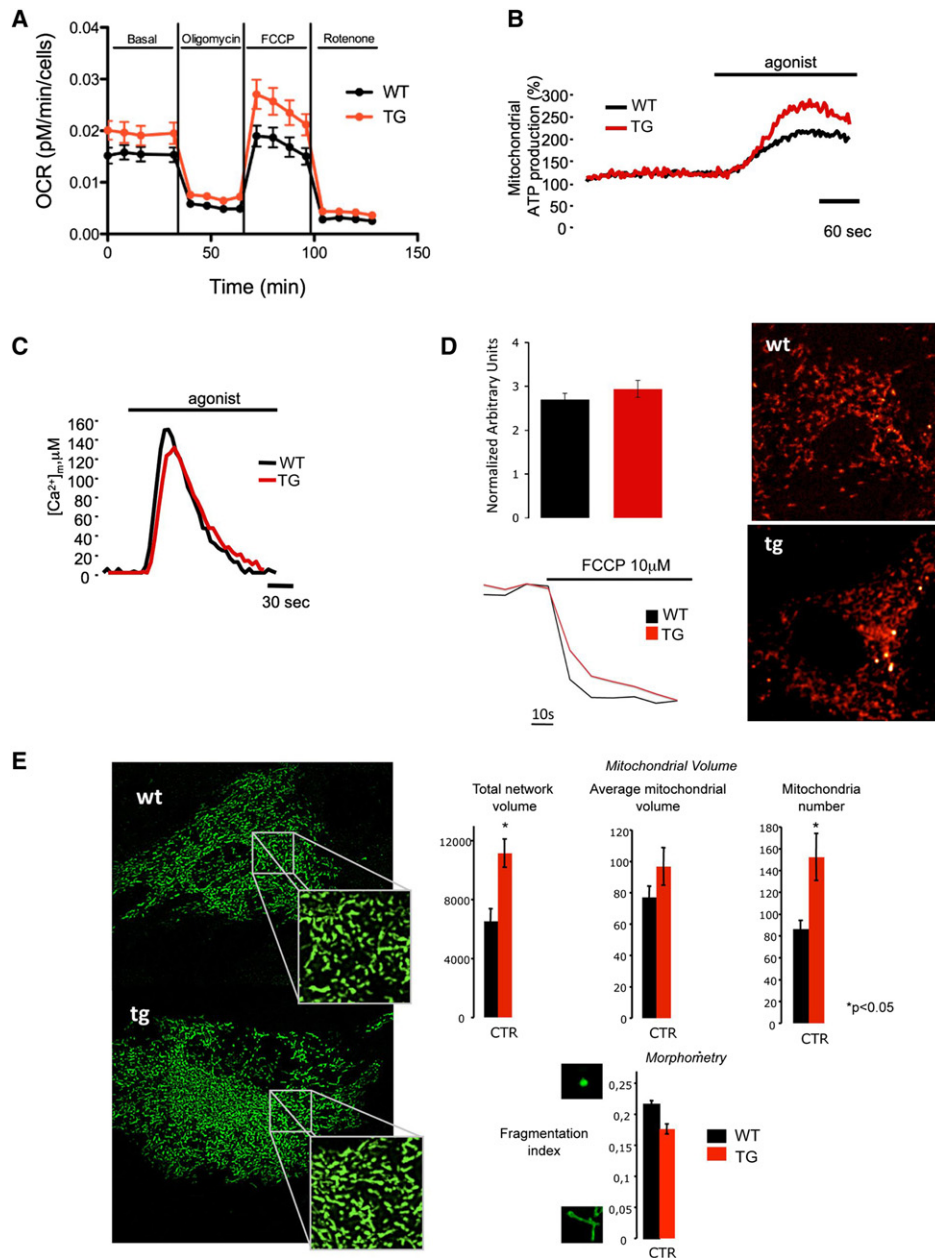 A
Basal
Oligomycin
FCCP
Rotenone
OCR (pM/min/cells)
0.04
0.03
0.02
0.01
0.00
0
50
100
150
Time (min)
WT
TG
B
agonist
Mitochondrial
ATP production (%)
300
250
200
150
100
50
0
WT
TG
60 sec
C
agonist
[Ca2+]m,μM
160
140
120
100
80
60
40
20
0
WT
TG
30 sec
D
Normalized Arbitrary Units
4
3
2
1
0
FCCP 10μM
WT
TG
10s
wt
tg
E
wt
tg
Mitochondrial Volume
Total network
volume
12000
8000
4000
0
*
CTR
Average mitochondrial
volume
120
100
80
60
40
20
0
CTR
Mitochondria
number
180
160
140
120
100
80
60
40
20
0
*
CTR
*p<0.05
Morphometry
Fragmentation
index
0,25
0,2
0,15
0,1
0,05
0
*
CTR
WT
TG